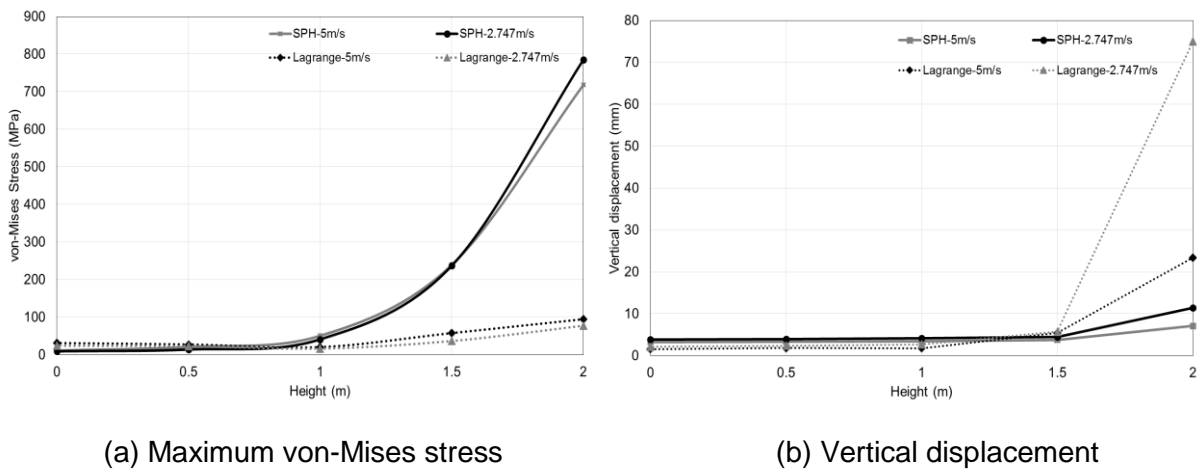 900
800
700
600
500
400
300
200
100
0
von-Mises Stress (MPa)
SPH-5m/s
SPH-2.747m/s
Lagrange-5m/s
Lagrange-2.747m/s
0
0.5
1
1.5
2
Height (m)
(a) Maximum von-Mises stress
80
70
60
50
40
30
20
10
0
Vertical displacement (mm)
SPH-5m/s
SPH-2.747m/s
Lagrange-5m/s
Lagrange-2.747m/s
0
0.5
1
1.5
2
Height (m)
(b) Vertical displacement